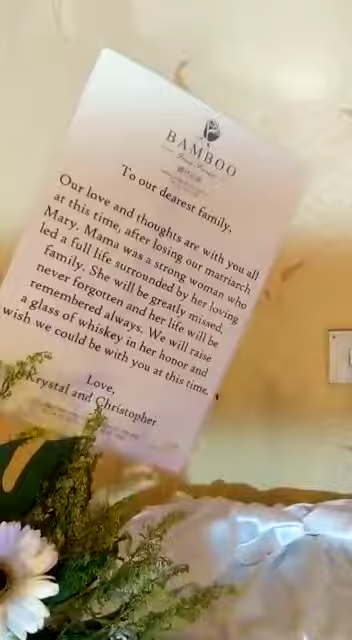 BAMBOO
To our dearest family,
Our love and thoughts are with you all
at this time, after losing our matriarch
Mary. Mama was a strong woman who
led a full life surrounded by her loving
family. She will be greatly missed,
never forgotten and her life will be
remembered always. We will raise
a glass of whiskey in her honor and
wish we could be with you at this time.
Love,
Krystal and Christopher